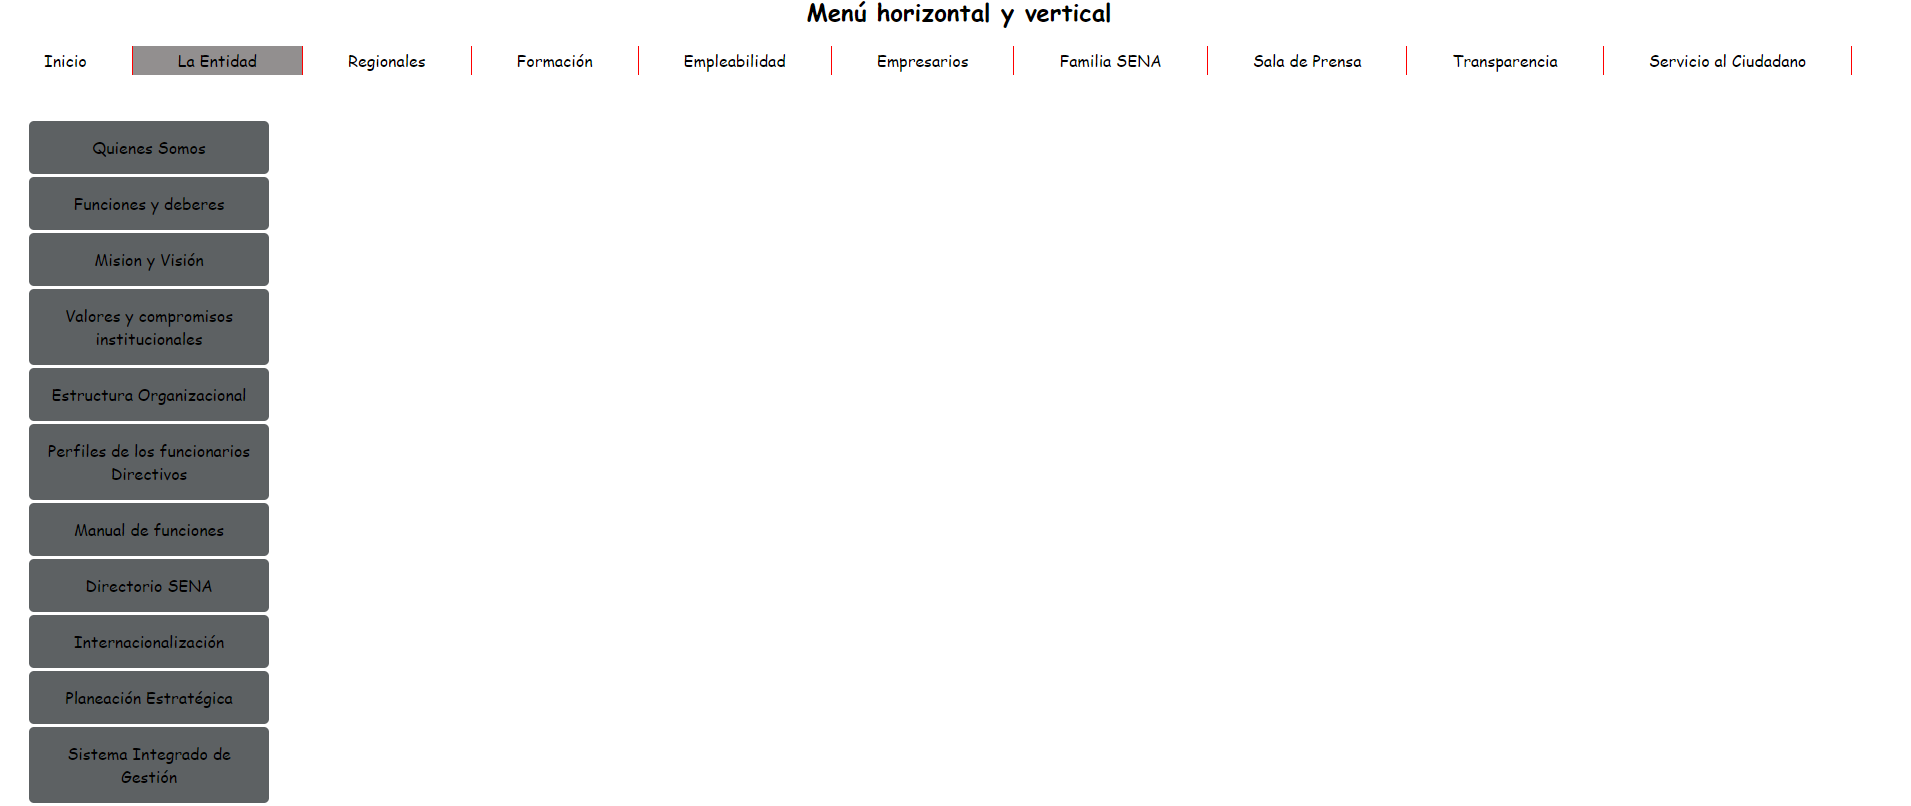 Menú horizontal y vertical
Inicio La Entidad Regionales Formación Empleabilidad Empresarios Familia SENA Sala de Prensa Transparencia Servicio al Ciudadano
Quienes Somos
Funciones y deberes
Mision y Visión
Valores y compromisos
institucionales
Estructura Organizacional
Perfiles de los funcionarios
Directivos
Manual de funciones
Directorio SENA
Internacionalización
Planeación Estratégica
Sistema Integrado de
Gestión